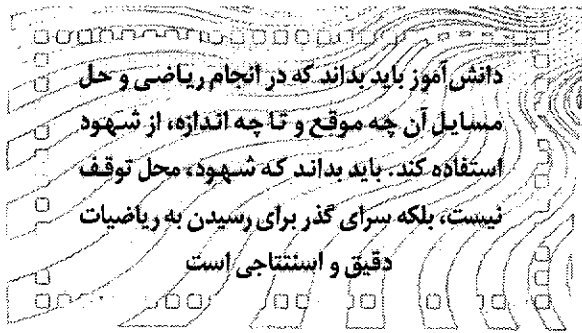 دانش‌آموز باید بداند که در انجام ریاضی و حل
مسایل آن چه موقع و تا چه اندازه، از شهود
استفاده کند. باید بداند که شهود، محل توقف
نیست، بلکه سرای گذر برای رسیدن به ریاضیات
دقیق و استنتاجی است